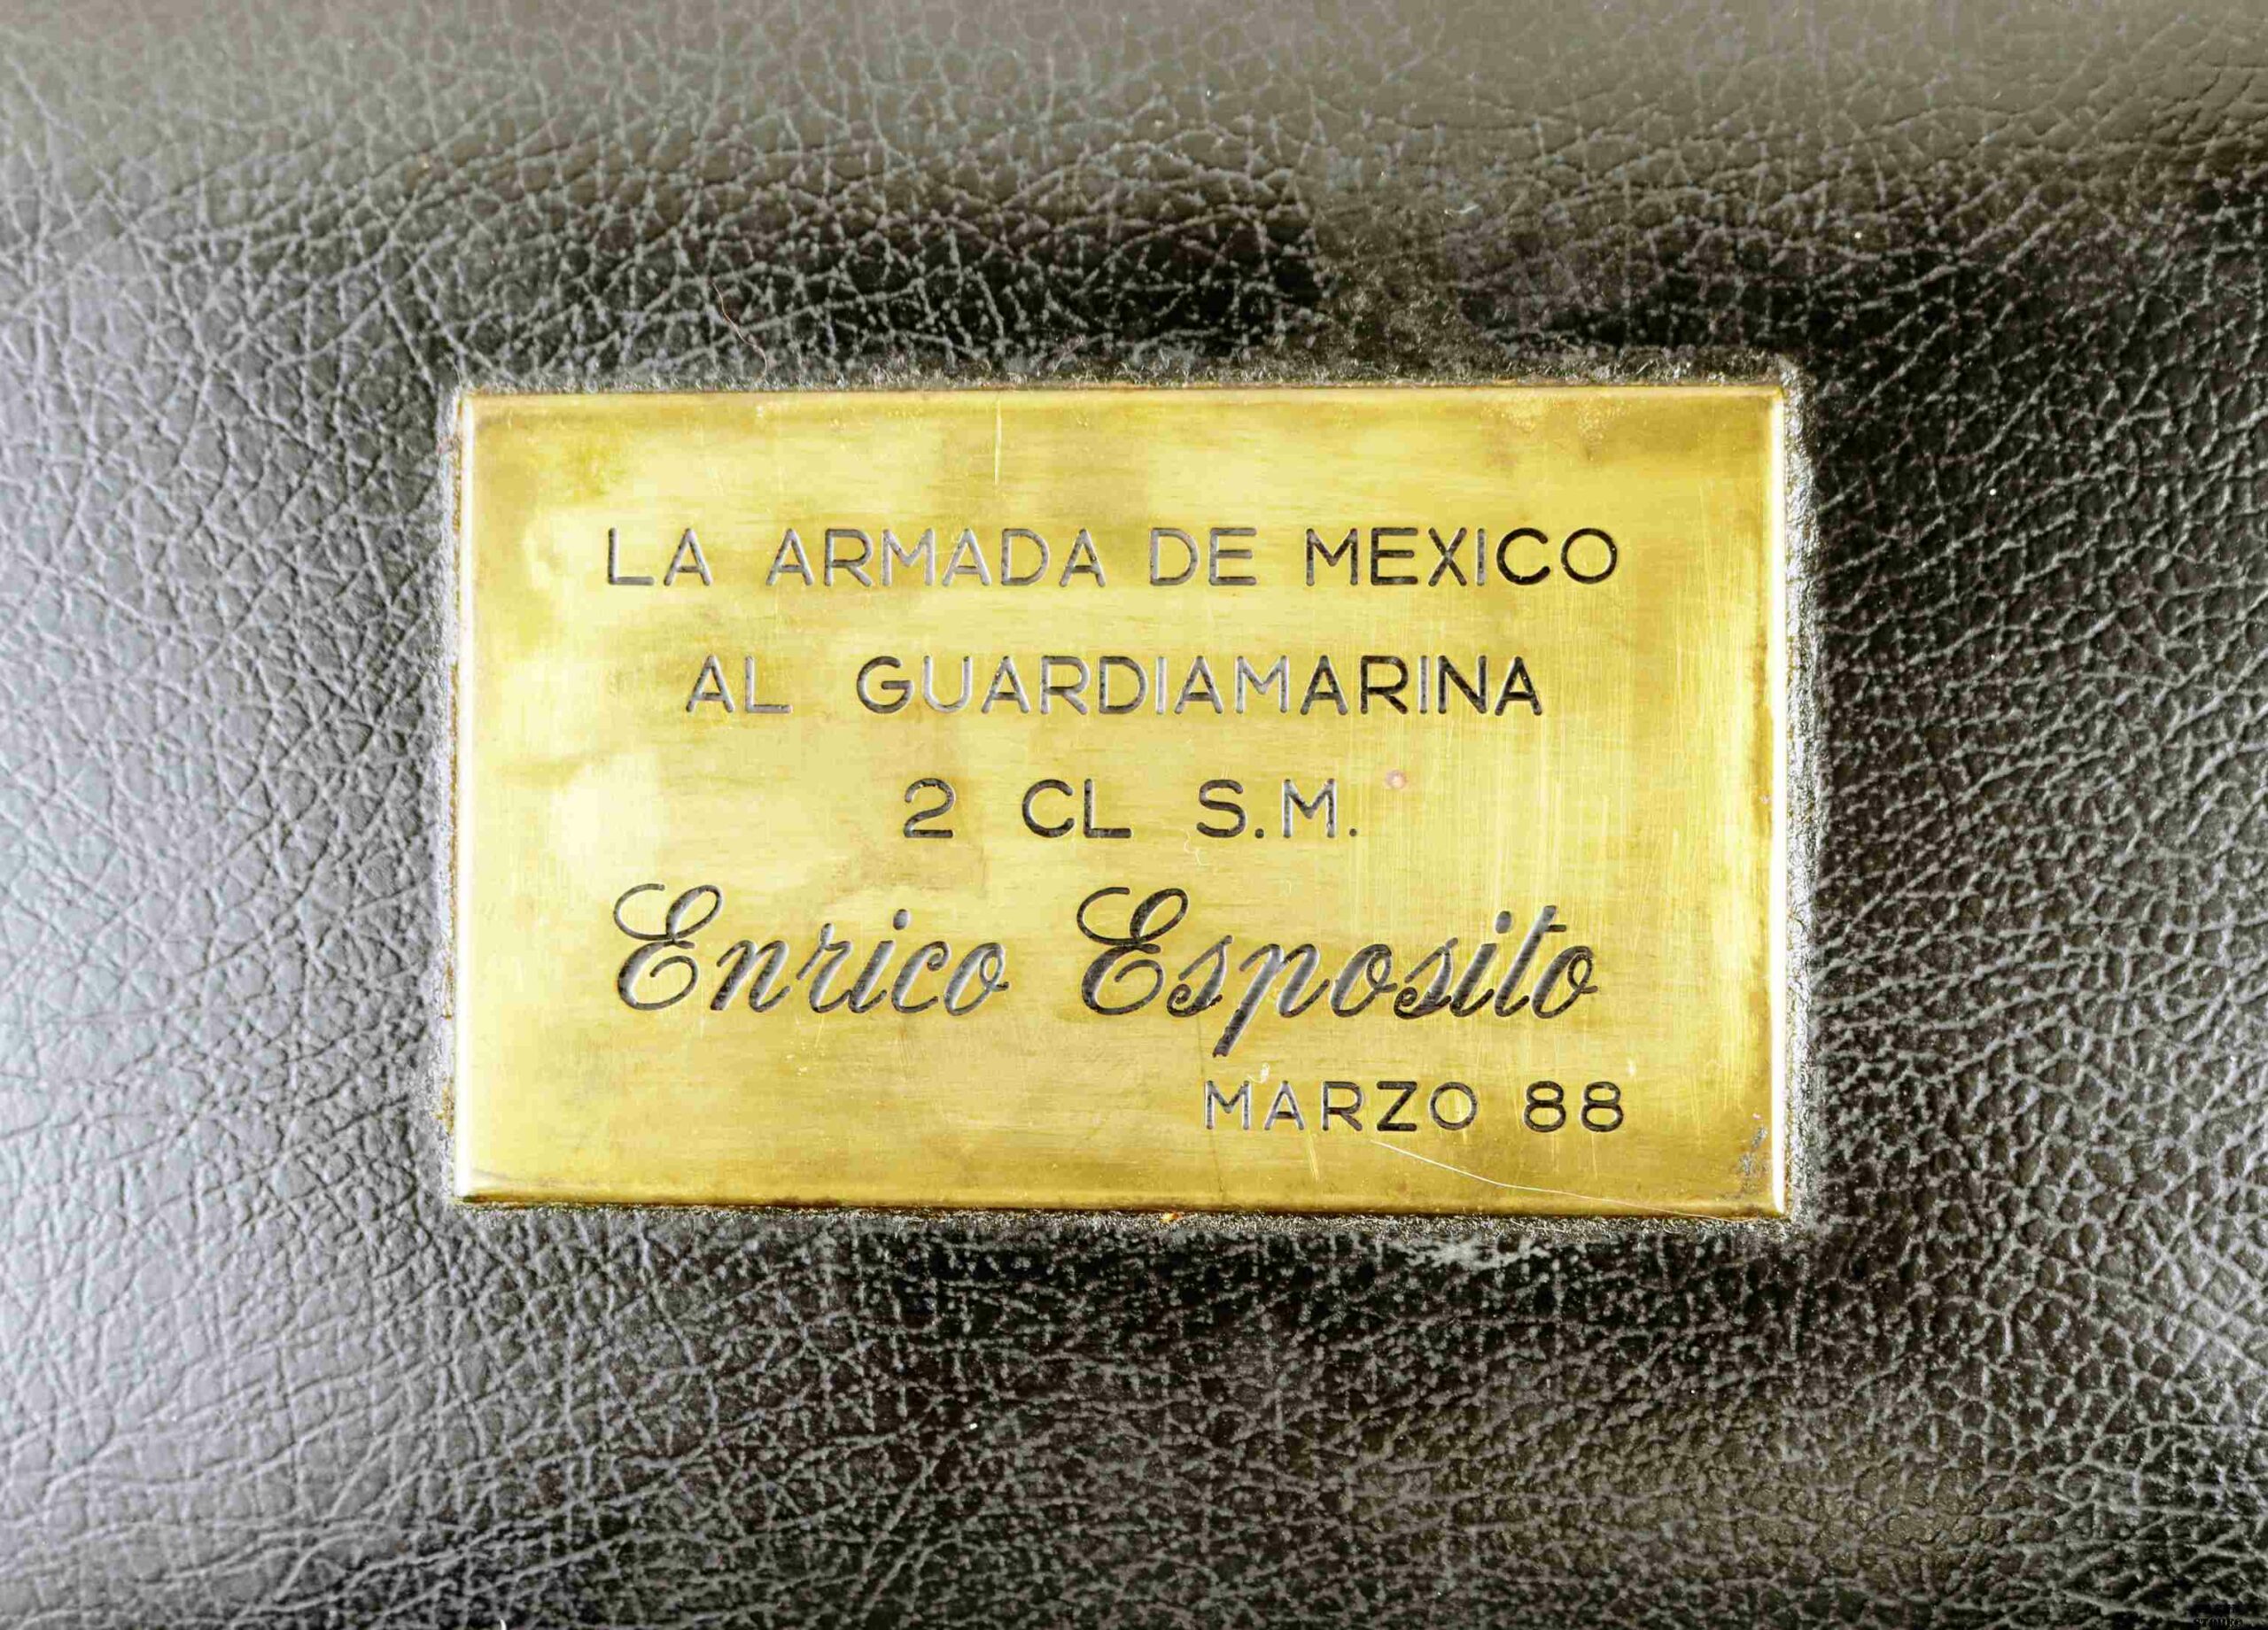 LA ARMADA DE MEXICO
AL GUARDIAMARINA
2 CL S.M.
Enrico Esposito
MARZO 88